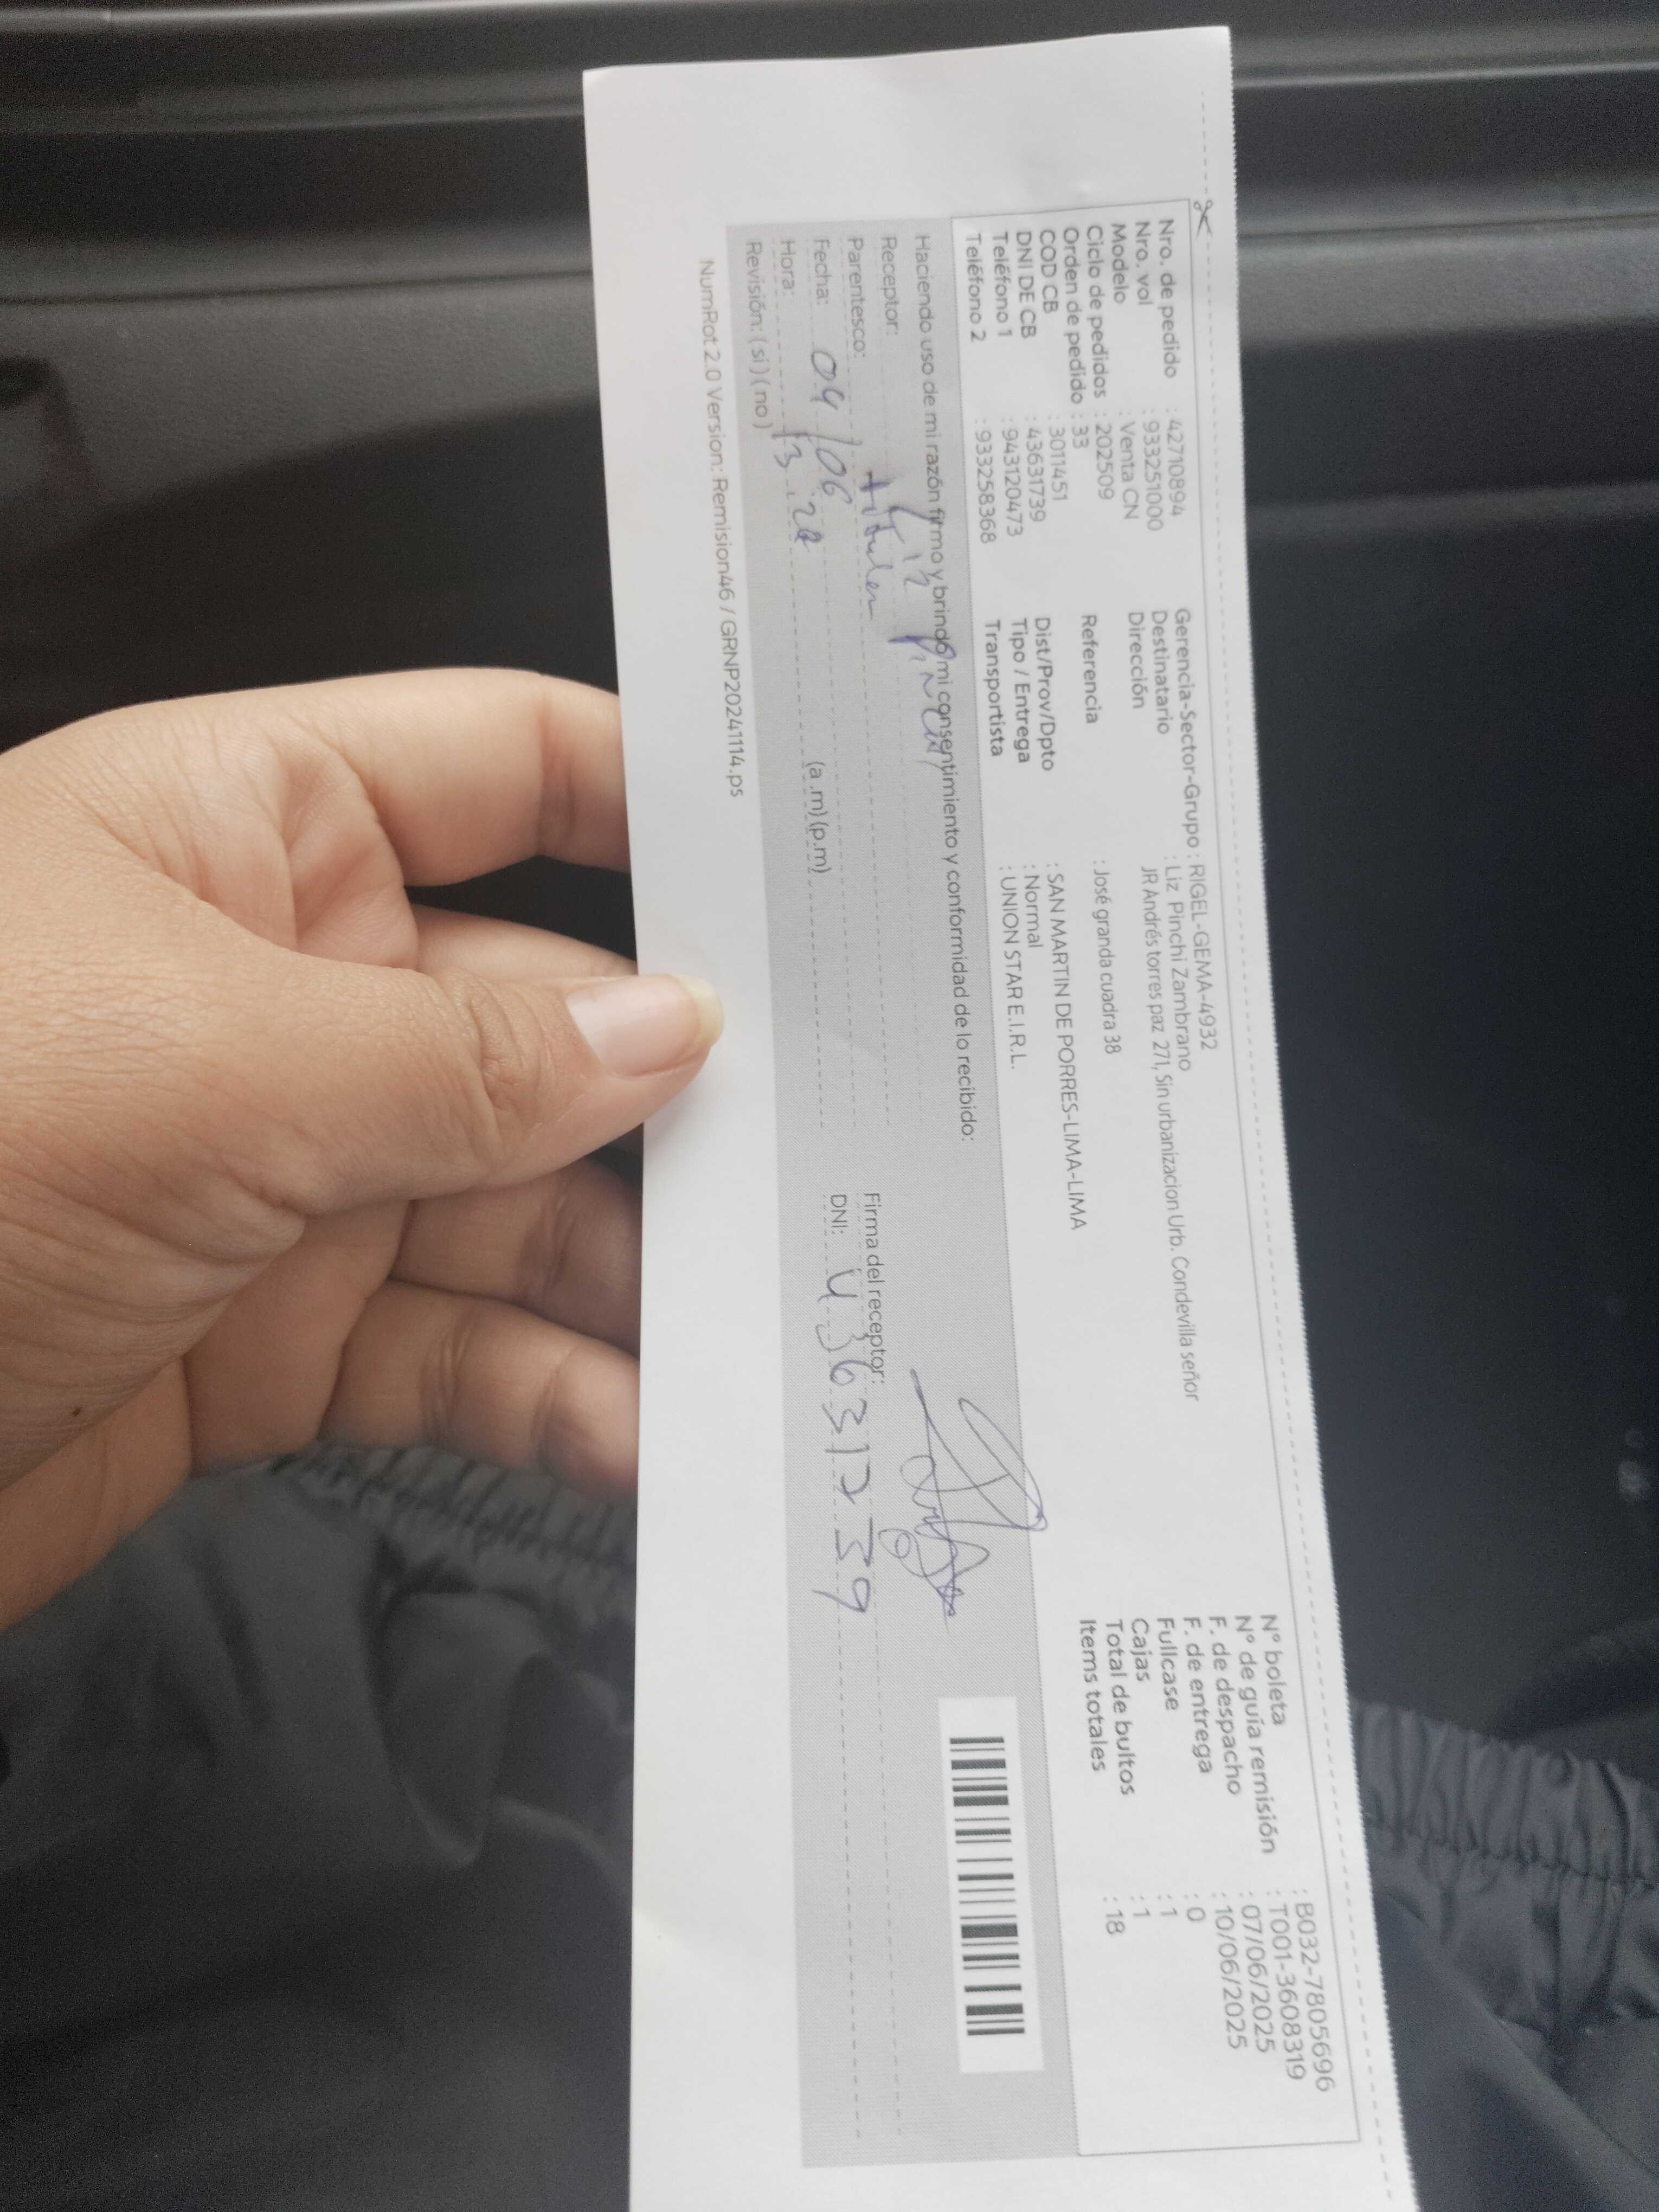 Nro. de pedido : 42710894
Nro. vol : 933251000
Modelo : Venta CN
Ciclo de pedidos : 202509
Orden de pedido : 33
COD CB : 3011451
DNI DE CB : 43631739
Teléfono 1 : 943120473
Teléfono 2 : 933258368
Gerencia-Sector-Grupo : RIGEL-GEMA-4932
Destinatario : Liz Pinchi Zambrano
Dirección JR Andrés torres paz 271, Sin urbanizacion Urb. Condevilla señor
Referencia : José granda cuadra 38
Dist/Prov/Dpto : SAN MARTIN DE PORRES-LIMA-LIMA
Tipo / Entrega : Normal
Transportista : UNION STAR E.I.R.L.
N° boleta : B032-7805696
N° de guía remisión : T001-3608319
F. de despacho : 07/06/2025
F. de entrega : 10/06/2025
Fullcase : 0
Cajas : 1
Total de bultos : 1
Items totales : 18
Haciendo uso de mi razón firmo y brindo mi consentimiento y conformidad de lo recibido:
Receptor: Liz Pinchi
Parentesco: titular
Fecha: 09/06
Hora: 13:20 (a.m) (p.m)
Revisión: (si) (no)
Firma del receptor:
DNI: 43631739
NumRot 2.0 Version: Remision46 / GRNP20241114.ps